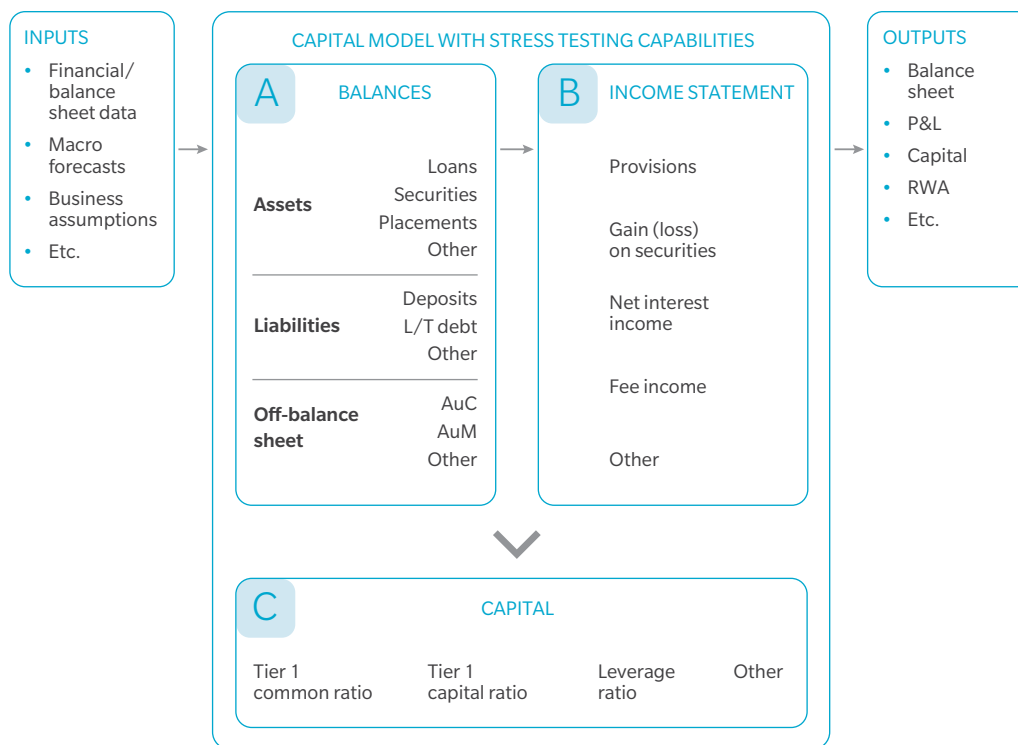 INPUTS
• Financial/
balance
sheet data
• Macro
forecasts
• Business
assumptions
• Etc.
CAPITAL MODEL WITH STRESS TESTING CAPABILITIES
A
BALANCES
Assets
Loans
Securities
Placements
Other
Liabilities
Deposits
L/T debt
Other
Off-balance
sheet
AuC
AuM
Other
B
INCOME STATEMENT
Provisions
Gain (loss)
on securities
Net interest
income
Fee income
Other
C
CAPITAL
Tier 1
common ratio
Tier 1
capital ratio
Leverage
ratio
Other
OUTPUTS
• Balance
sheet
• P&L
• Capital
• RWA
• Etc.